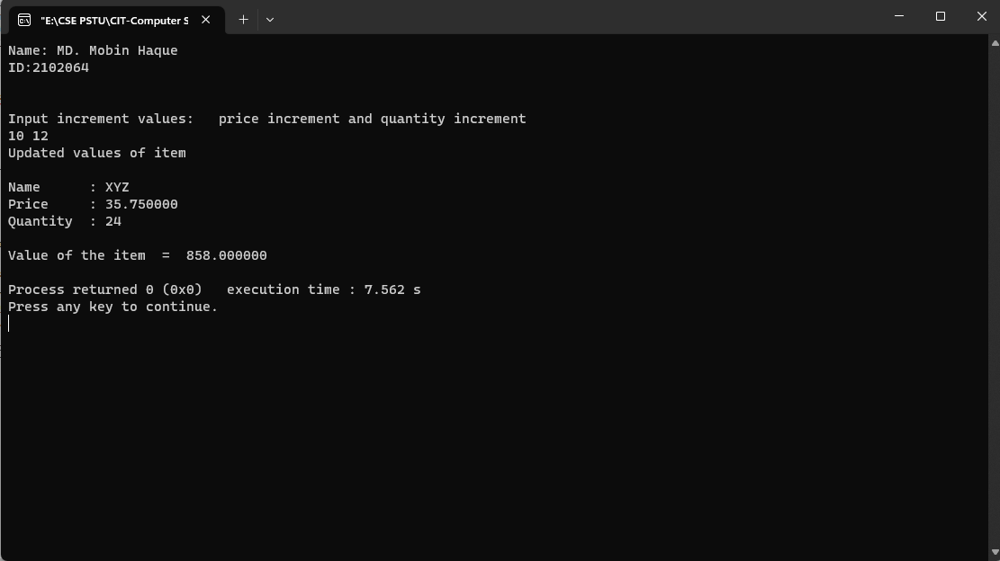 "E:\CSE PSTU\CIT-Computer S
Name: MD. Mobin Haque
ID:2102064
Input increment values:   price increment and quantity increment
10 12
Updated values of item
Name      : XYZ
Price     : 35.750000
Quantity  : 24
Value of the item  =  858.000000
Process returned 0 (0x0)   execution time : 7.562 s
Press any key to continue.